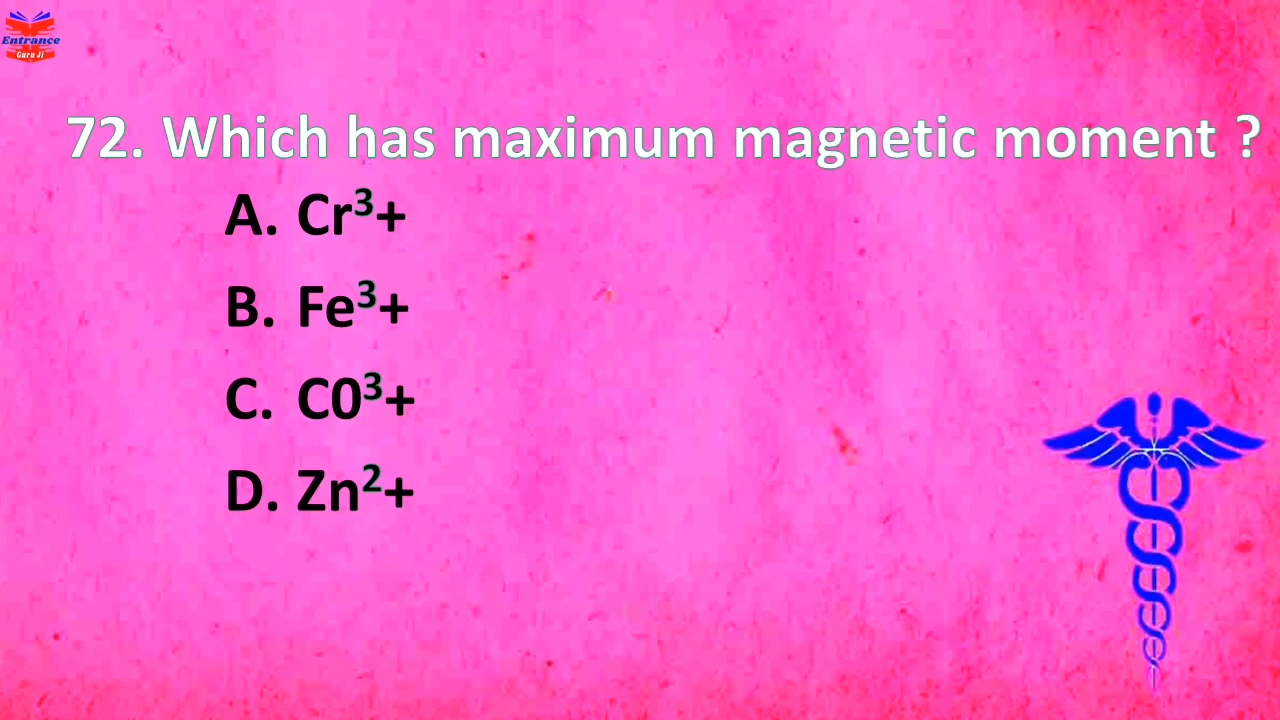 Entrance
Guru Ji
72. Which has maximum magnetic moment ?
A. Cr³+
B. Fe³+
C. C0³+
D. Zn²+